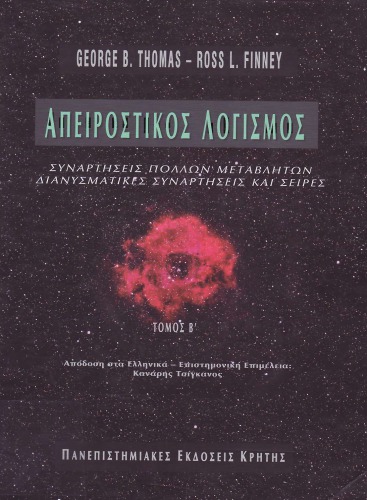 GEORGE B. THOMAS – ROSS L. FINNEY
ΑΠΕΙΡΟΣΤΙΚΟΣ ΛΟΓΙΣΜΟΣ
ΣΥΝΑΡΤΗΣΕΙΣ ΠΟΛΛΩΝ ΜΕΤΑΒΛΗΤΩΝ
ΔΙΑΝΥΣΜΑΤΙΚΕΣ ΣΥΝΑΡΤΗΣΕΙΣ ΚΑΙ ΣΕΙΡΕΣ
ΤΟΜΟΣ Β'
Απόδοση στα Ελληνικά – Επιστημονική Επιμέλεια:
Κανάρης Τσίγκανος
ΠΑΝΕΠΙΣΤΗΜΙΑΚΕΣ ΕΚΔΟΣΕΙΣ ΚΡΗΤΗΣ